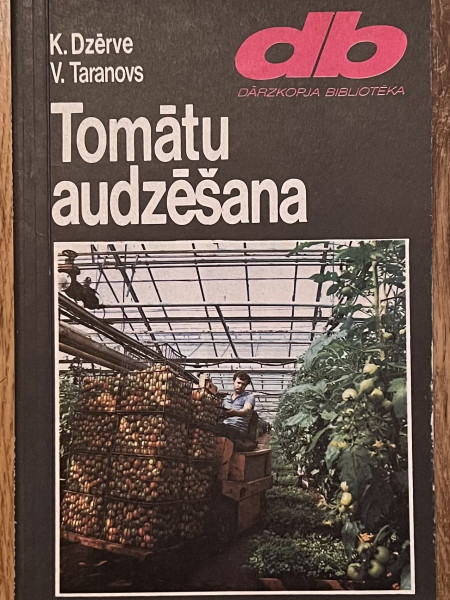 K. Dzērve
V. Taranovs
db
DĀRZKOPJA BIBLIOTĒKA
Tomātu
audzēšana